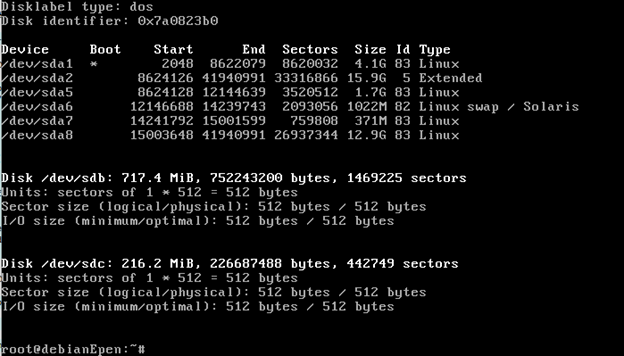 Disklabel type: dos
Disk identifier: 0x7a0823b0
Device Boot Start End Sectors Size Id Type
/dev/sda1 * 2048 8622079 8620032 4.1G 83 Linux
/dev/sda2 8624126 41940991 33316866 15.9G 5 Extended
/dev/sda5 8624128 12144639 3520512 1.7G 83 Linux
/dev/sda6 12146688 14239743 2093056 1022M 82 Linux swap / Solaris
/dev/sda7 14241792 15001599 759808 371M 83 Linux
/dev/sda8 15003648 41940991 26937344 12.9G 83 Linux
Disk /dev/sdb: 717.4 MiB, 752243200 bytes, 1469225 sectors
Units: sectors of 1 * 512 = 512 bytes
Sector size (logical/physical): 512 bytes / 512 bytes
I/O size (minimum/optimal): 512 bytes / 512 bytes
Disk /dev/sdc: 216.2 MiB, 226687488 bytes, 442749 sectors
Units: sectors of 1 * 512 = 512 bytes
Sector size (logical/physical): 512 bytes / 512 bytes
I/O size (minimum/optimal): 512 bytes / 512 bytes
root@debianEpen:~#